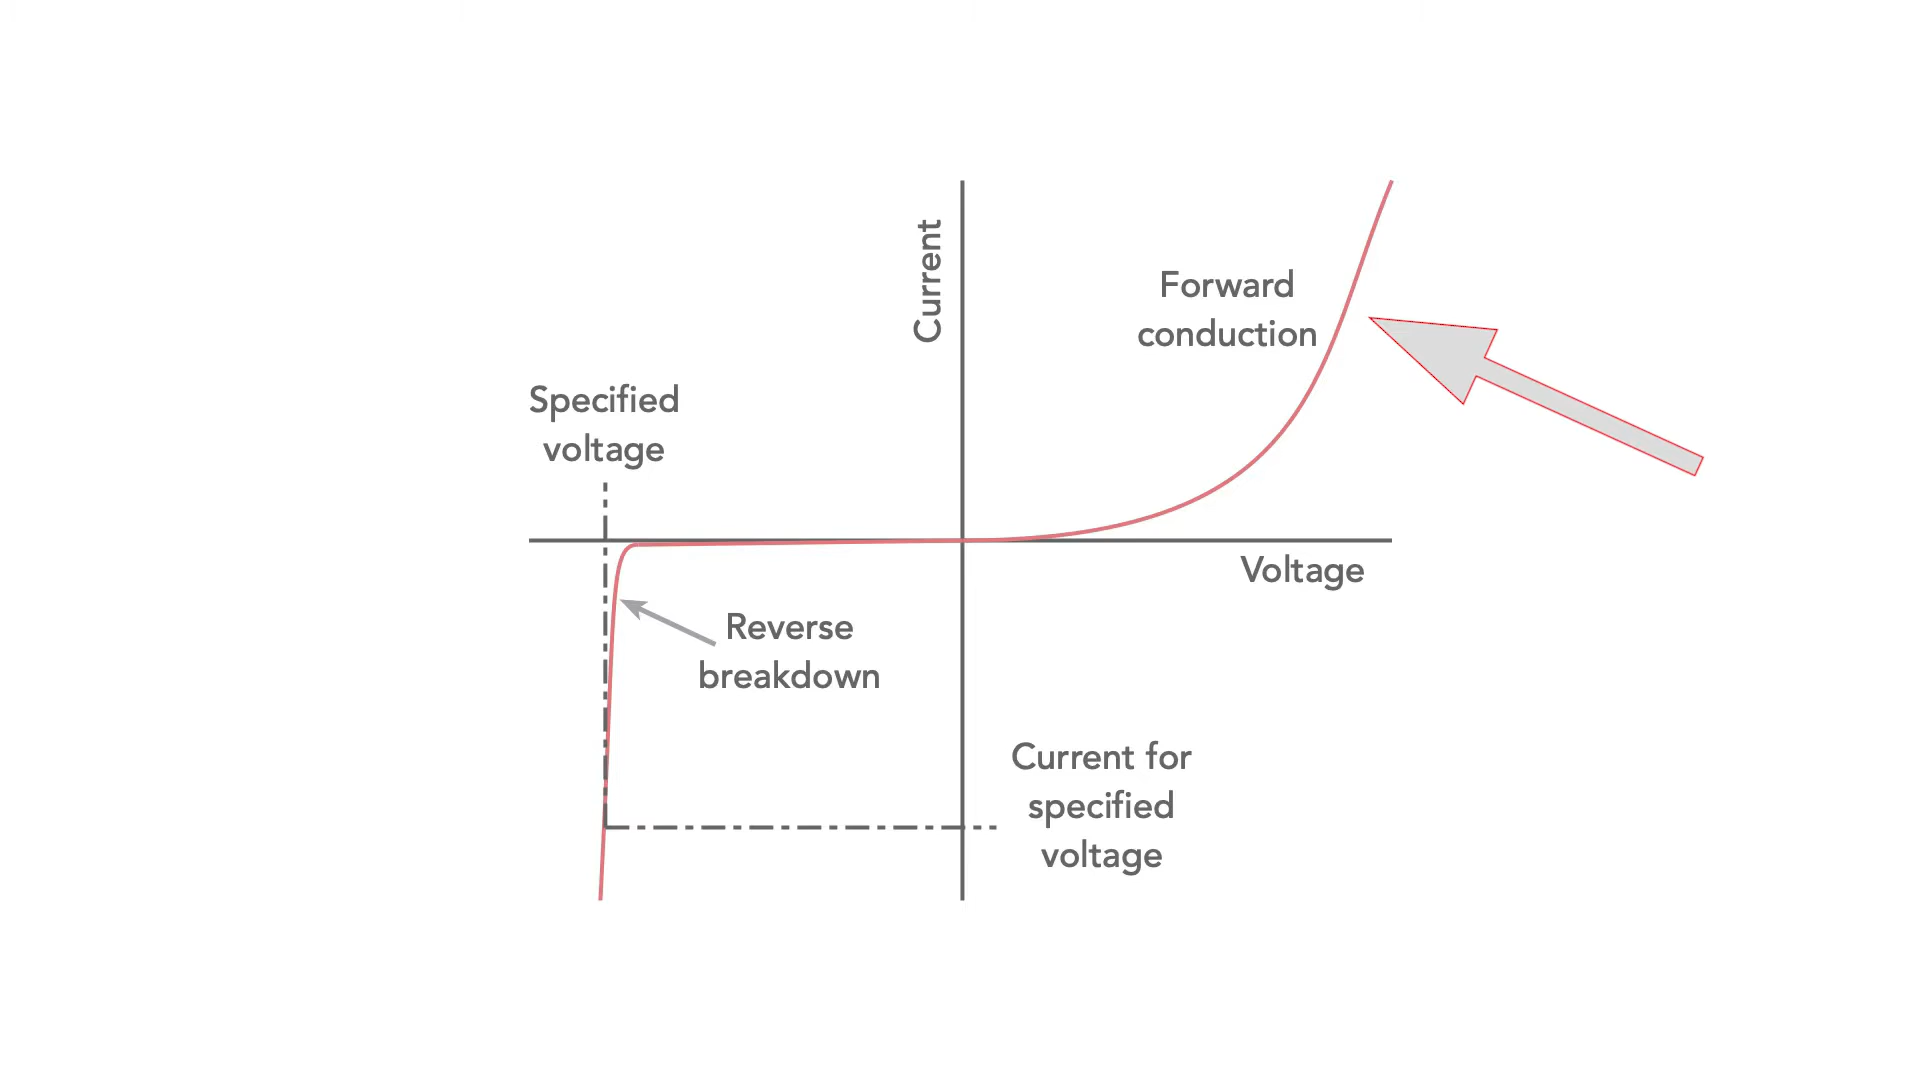 Current
Forward
conduction
Specified
voltage
Voltage
Reverse
breakdown
Current for
specified
voltage